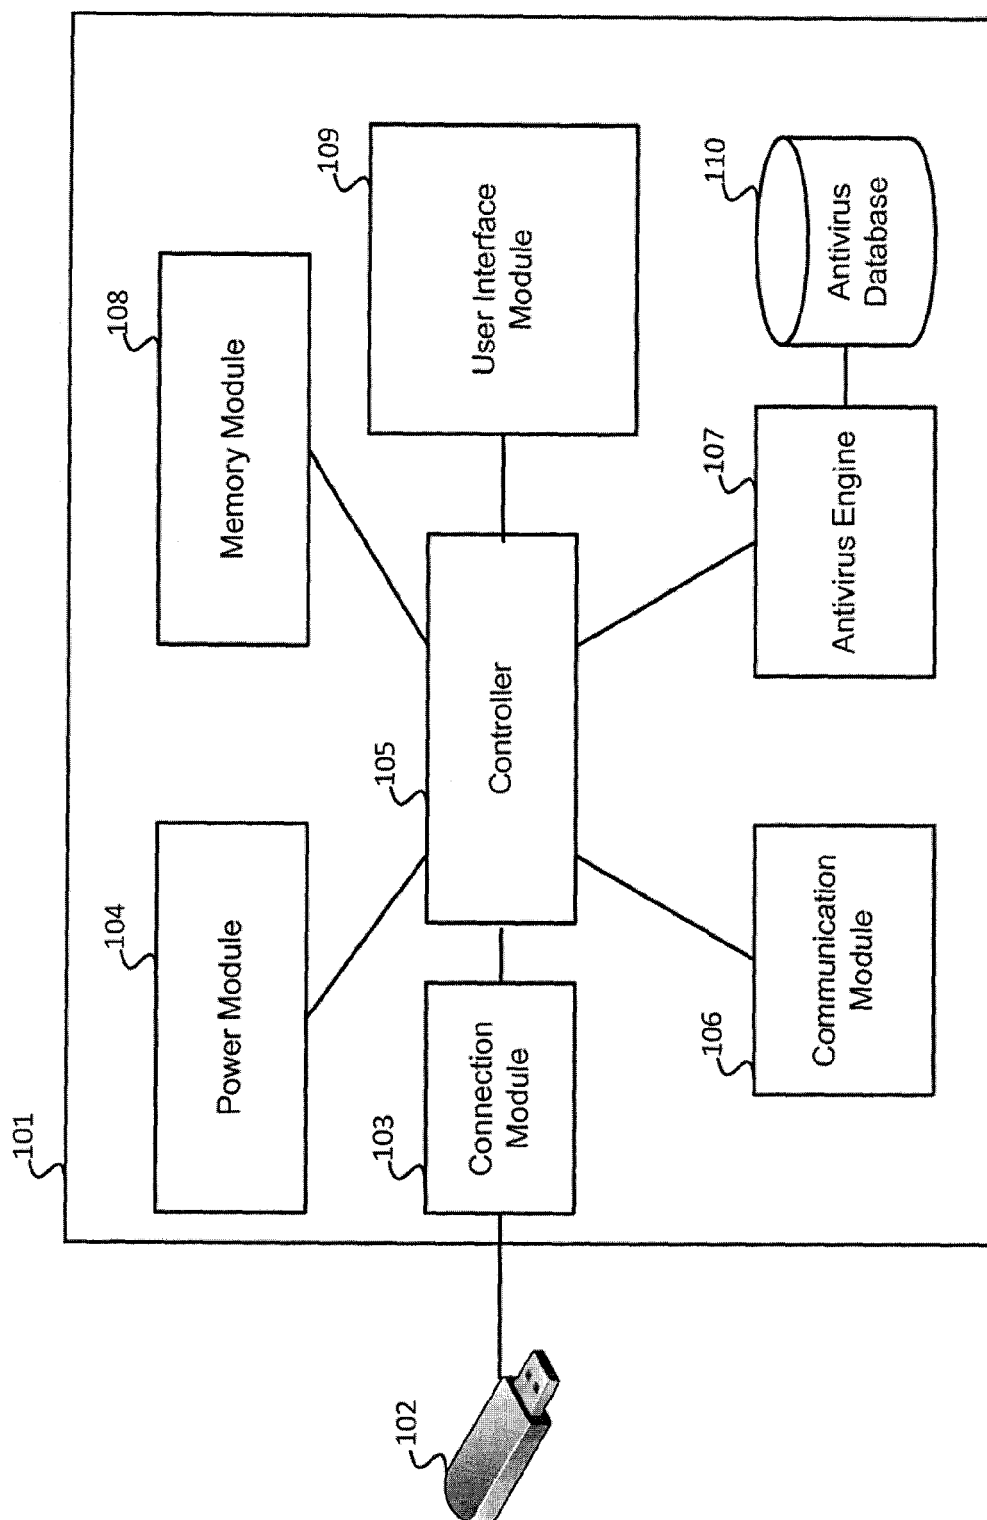 101
104
Power Module
108
Memory Module
102
103
Connection
Module
105
Controller
109
User Interface
Module
106
Communication
Module
107
Antivirus Engine
110
Antivirus
Database